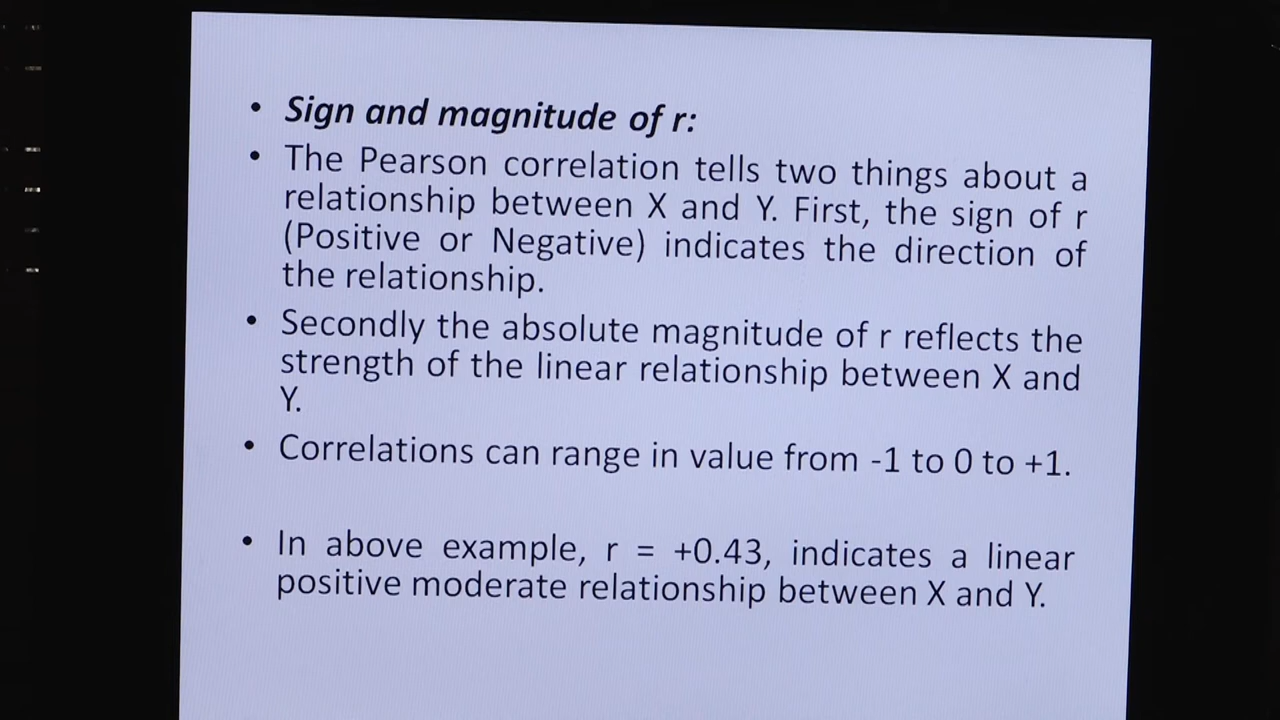 • Sign and magnitude of r:
• The Pearson correlation tells two things about a
relationship between X and Y. First, the sign of r
(Positive or Negative) indicates the direction of
the relationship.
• Secondly the absolute magnitude of r reflects the
strength of the linear relationship between X and
Y.
• Correlations can range in value from -1 to 0 to +1.
• In above example, r = +0.43, indicates a linear
positive moderate relationship between X and Y.